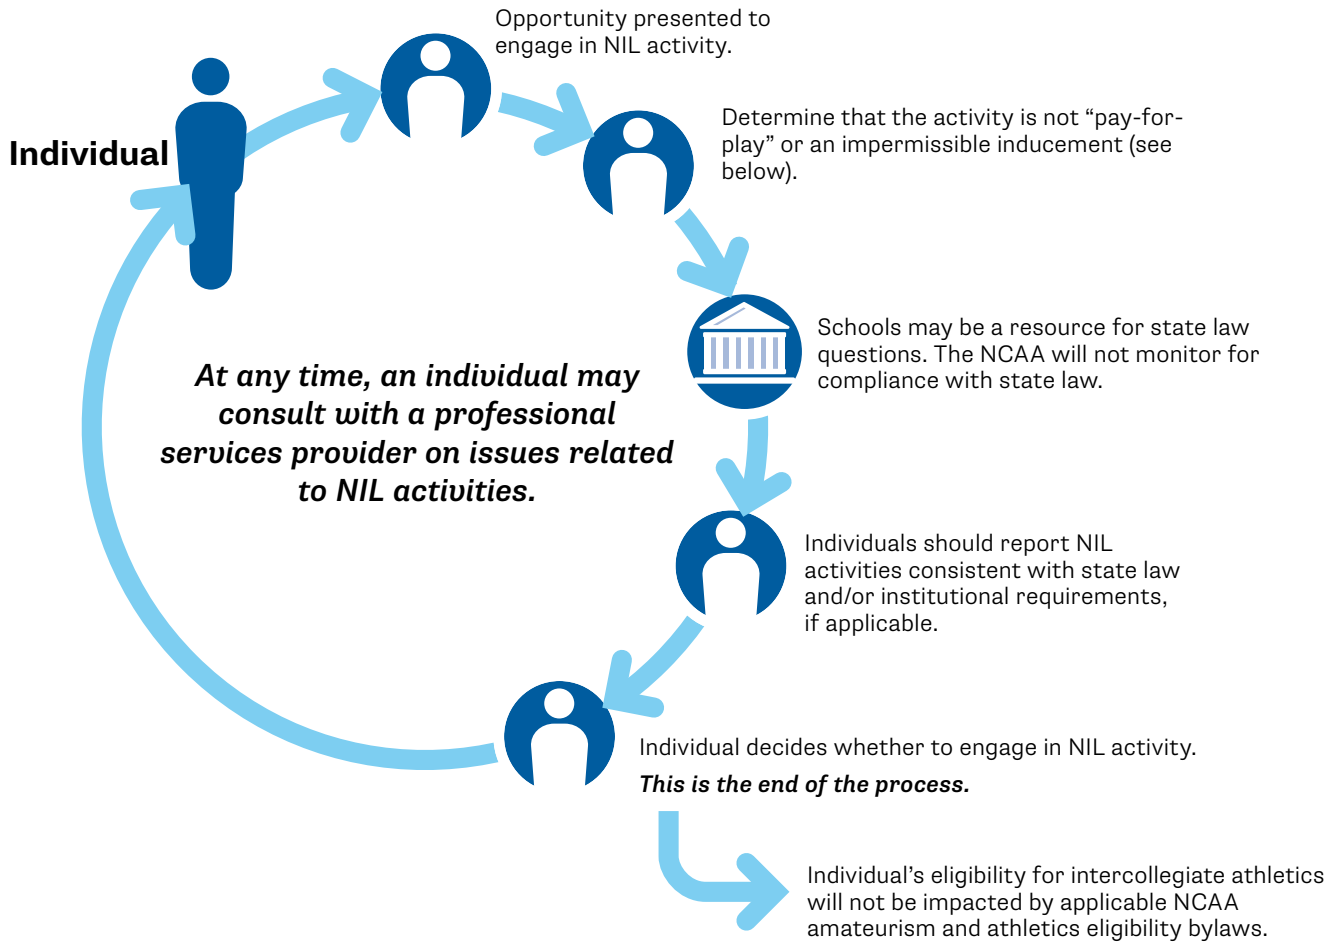 Opportunity presented to
engage in NIL activity.
Individual
Determine that the activity is not “pay-for-
play” or an impermissible inducement (see
below).
Schools may be a resource for state law
questions. The NCAA will not monitor for
compliance with state law.
At any time, an individual may
consult with a professional
services provider on issues related
to NIL activities.
Individuals should report NIL
activities consistent with state law
and/or institutional requirements,
if applicable.
Individual decides whether to engage in NIL activity.
This is the end of the process.
Individual’s eligibility for intercollegiate athletics
will not be impacted by applicable NCAA
amateurism and athletics eligibility bylaws.